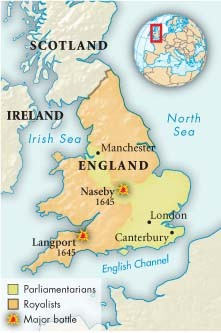 SCOTLAND
IRELAND
North
Sea
Irish Sea
Manchester
ENGLAND
Naseby
1645
London
Langport
1645
Canterbury
English Channel
Parliamentarians
Royalists
Major battle